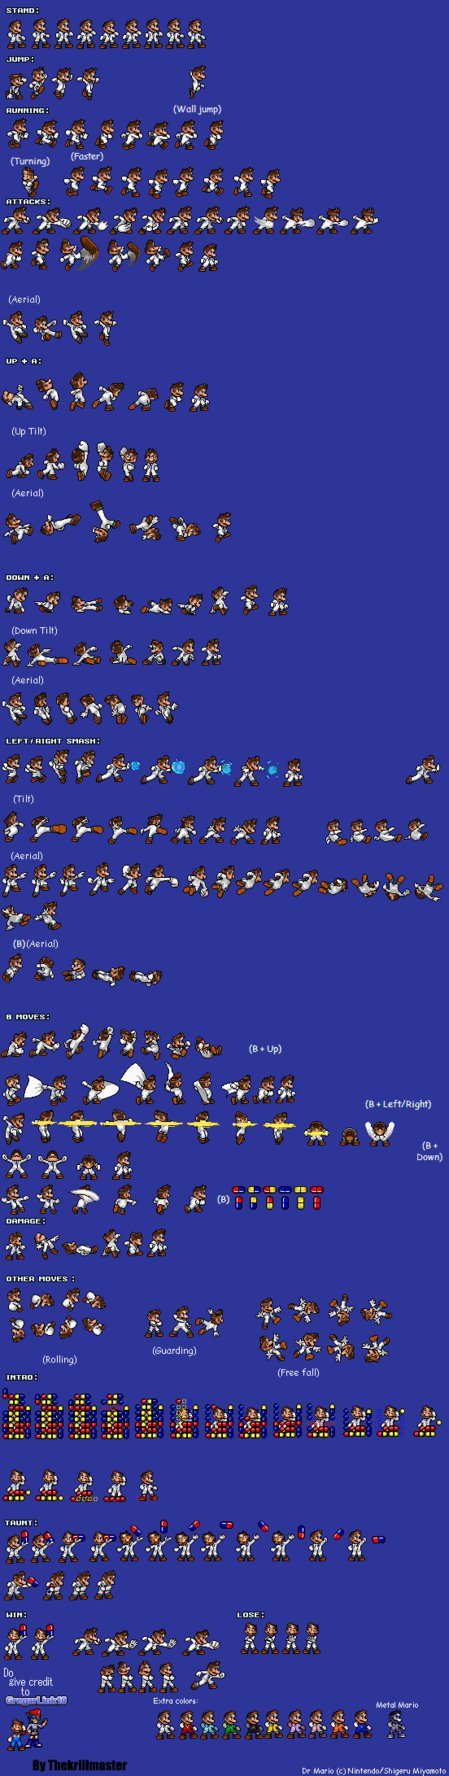 STAND:
JUMP:
(Wall jump)
RUNNING:
(Turning)
(Faster)
ATTACKS:
(Aerial)
UP + A:
(Up Tilt)
(Aerial)
DOWN + A:
(Down Tilt)
(Aerial)
LEFT/RIGHT SMASH:
(Tilt)
(Aerial)
(B)(Aerial)
B MOVES:
(B + Up)
(B + Left/Right)
(B +
Down)
(B)
DAMAGE:
OTHER MOVES :
(Rolling)
(Guarding)
(Free fall)
INTRO:
TAUNT:
WIN:
LOSE:
Do
give credit
to
Extra colors:
Metal Mario
By Thekrillmaster
Dr Mario (c) Nintendo/Shigeru Miyamoto